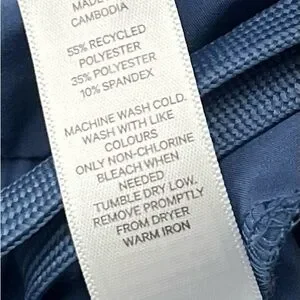 MADE
CAMBODIA
55% RECYCLED
POLYESTER
35% POLYESTER
10% SPANDEX
MACHINE WASH COLD.
WASH WITH LIKE
COLOURS
ONLY NON-CHLORINE
BLEACH WHEN
NEEDED
TUMBLE DRY LOW.
REMOVE PROMPTLY
FROM DRYER
WARM IRON